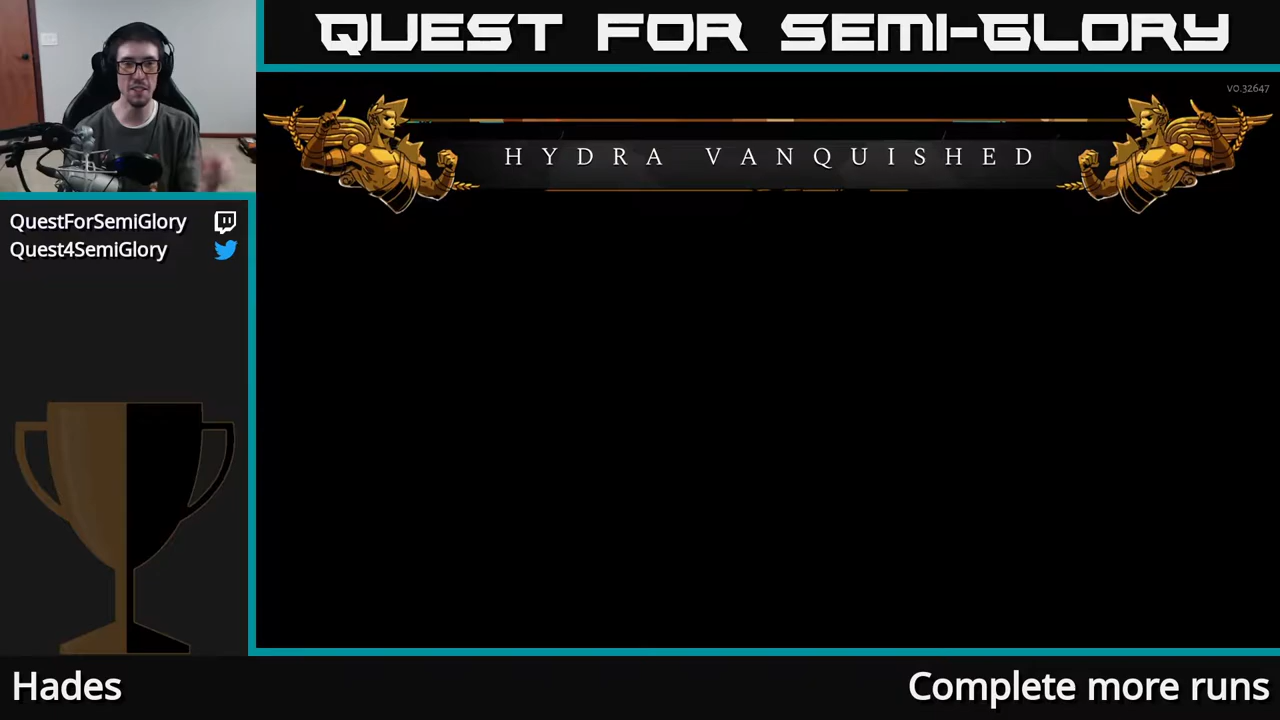 QUEST FOR SEMI-GLORY
V0.32647
HYDRA VANQUISHED
QuestForSemiGlory
Quest4SemiGlory
Hades
Complete more runs